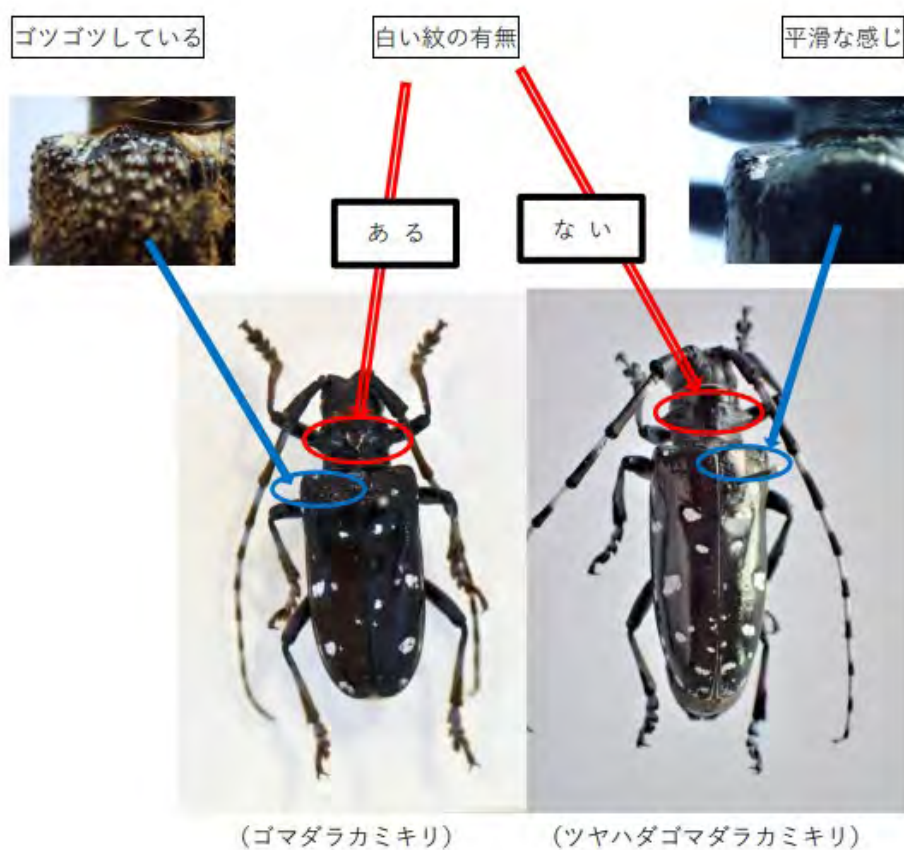 ゴツゴツしている
白い紋の有無
平滑な感じ
ある
ない
(ゴマダラカミキリ)
(ツヤハダゴマダラカミキリ)